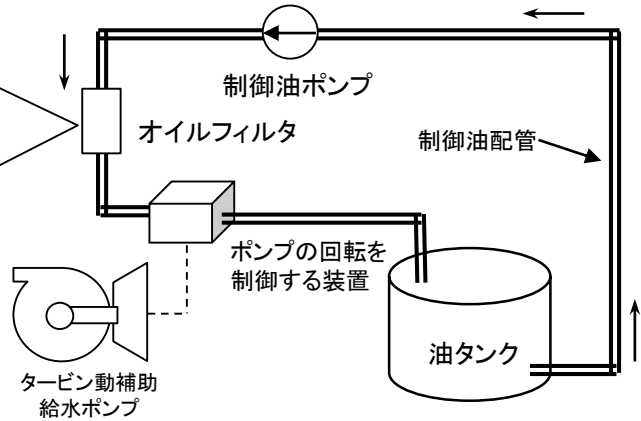 制御油ポンプ
オイルフィルタ
制御油配管
ポンプの回転を
制御する装置
油タンク
タービン動補助
給水ポンプ